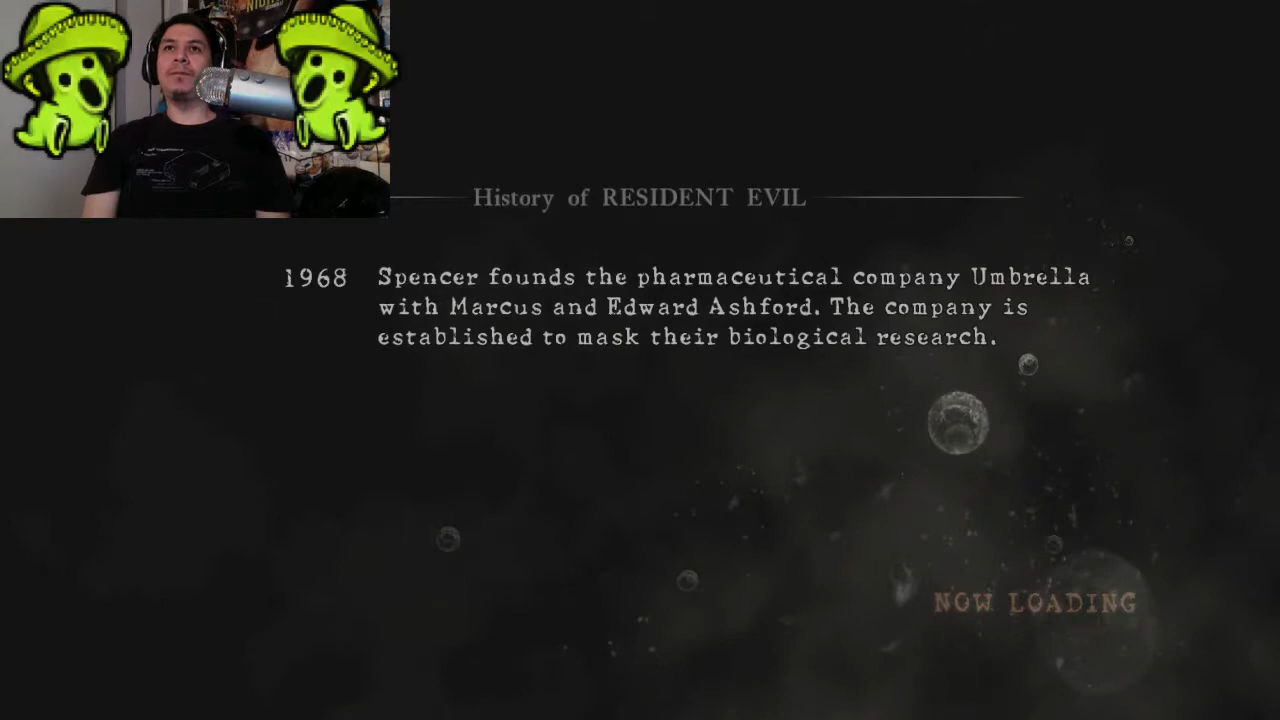 History of RESIDENT EVIL
1968 Spencer founds the pharmaceutical company Umbrella
with Marcus and Edward Ashford. The company is
established to mask their biological research.
NOW LOADING